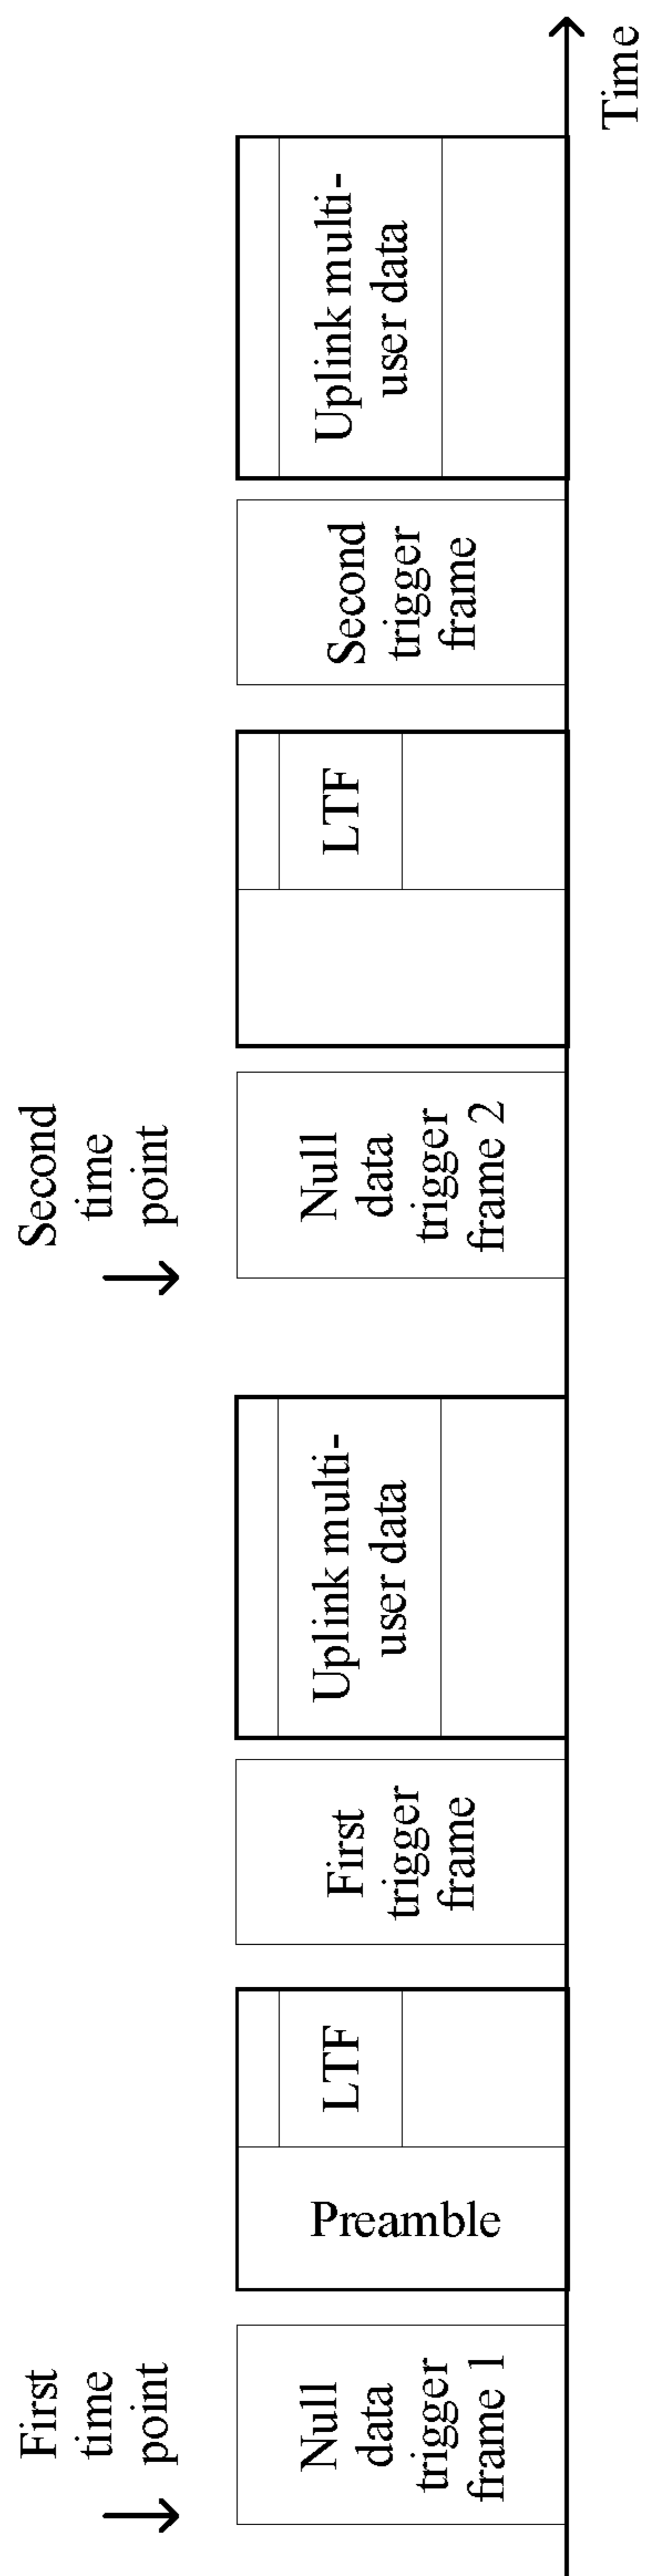 First
time
point
Null
data
trigger
frame 1
Preamble
LTF
First
trigger
frame
Uplink multi-
user data
Second
time
point
Null
data
trigger
frame 2
LTF
Second
trigger
frame
Uplink multi-
user data
Time